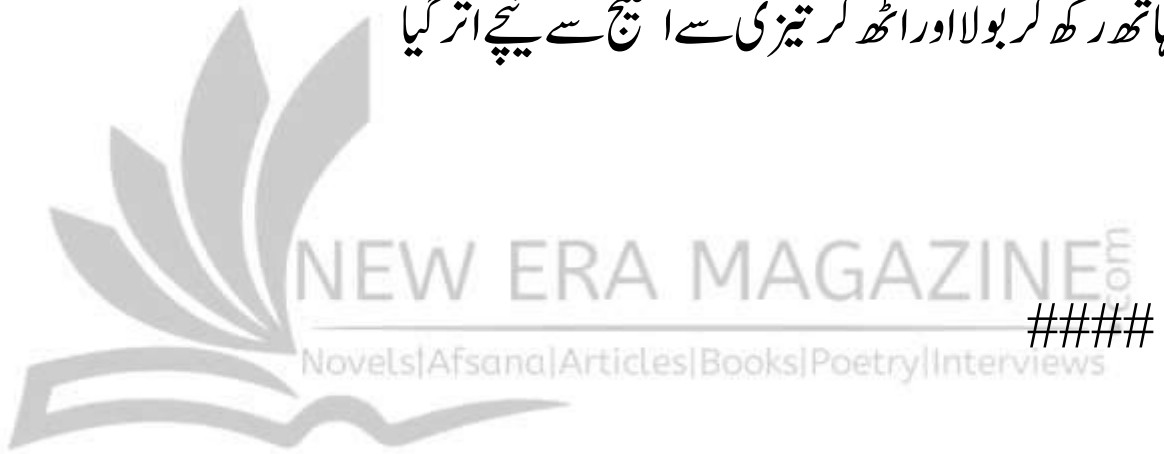 ہاتھ رکھ کر بولا اور اٹھ کر تیزی سے اسٹیج سے نیچے اتر گیا
NEW ERA MAGAZINE.com
####
Novels|Afsana|Articles|Books|Poetry|Interviews